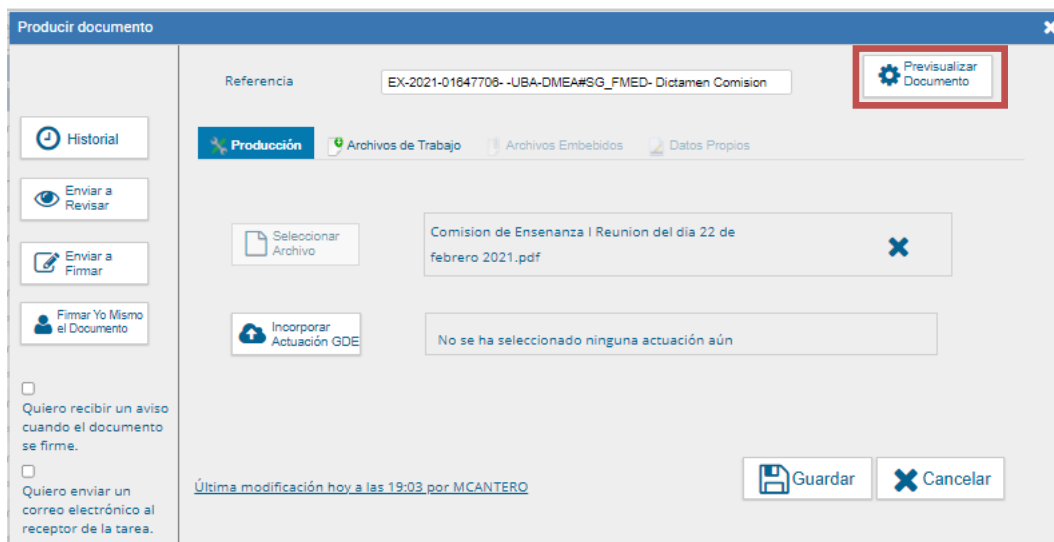 Producir documento
Referencia
EX-2021-01647706- -UBA-DMEA#SG_FMED- Dictamen Comision
Previsualizar
Documento
Historial
Enviar a
Revisar
Enviar a
Firmar
Firmar Yo Mismo
el Documento
Quiero recibir un aviso
cuando el documento
se firme.
Quiero enviar un
correo electrónico al
receptor de la tarea.
Producción
Archivos de Trabajo
Archivos Embebidos
Datos Propios
Seleccionar
Archivo
Comision de Ensenanza I Reunion del dia 22 de
febrero 2021.pdf
Incorporar
Actuación GDE
No se ha seleccionado ninguna actuación aún
Última modificación hoy a las 19:03 por MCANTERO
Guardar
Cancelar